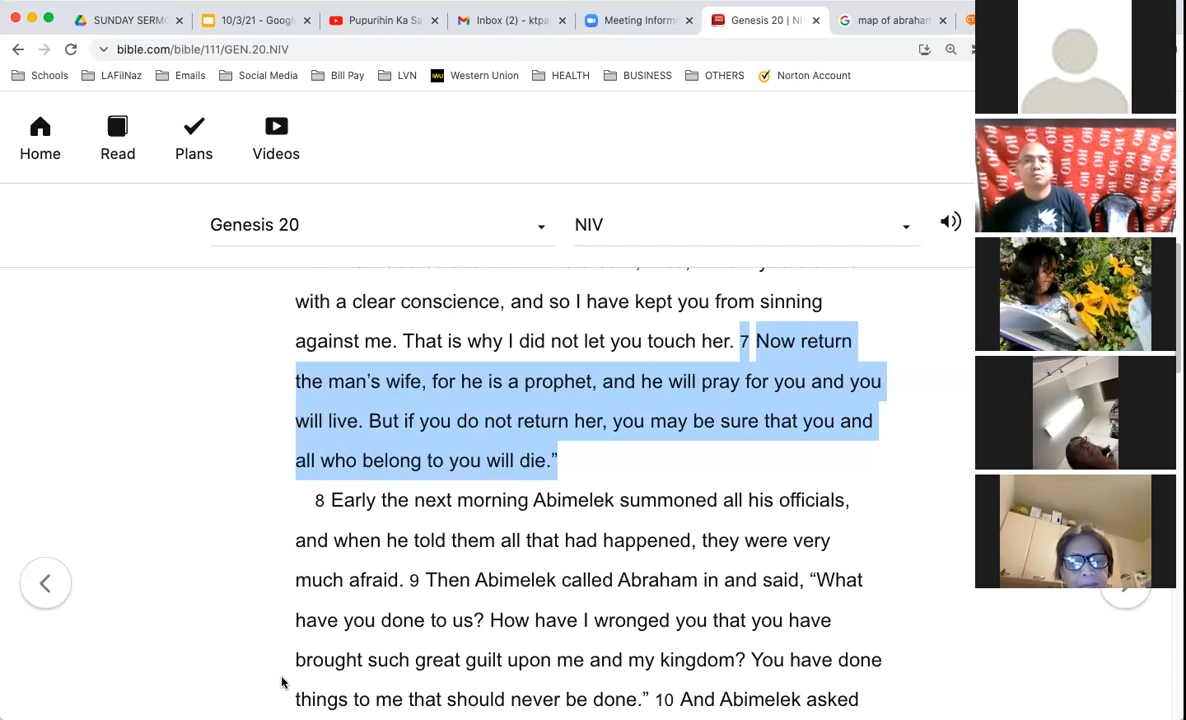 SUNDAY SERM
10/3/21 - Googl
Pupurihin Ka Sa
Inbox (2) - ktpa
Meeting Inform
Genesis 20 | NIV
map of abraham
bible.com/bible/111/GEN.20.NIV
Schools LAFilNaz Emails Social Media Bill Pay LVN WU Western Union HEALTH BUSINESS OTHERS Norton Account
Home Read Plans Videos
Genesis 20 NIV
with a clear conscience, and so I have kept you from sinning
against me. That is why I did not let you touch her. 7 Now return
the man’s wife, for he is a prophet, and he will pray for you and you
will live. But if you do not return her, you may be sure that you and
all who belong to you will die.”
8 Early the next morning Abimelek summoned all his officials,
and when he told them all that had happened, they were very
much afraid. 9 Then Abimelek called Abraham in and said, “What
have you done to us? How have I wronged you that you have
brought such great guilt upon me and my kingdom? You have done
things to me that should never be done.” 10 And Abimelek asked